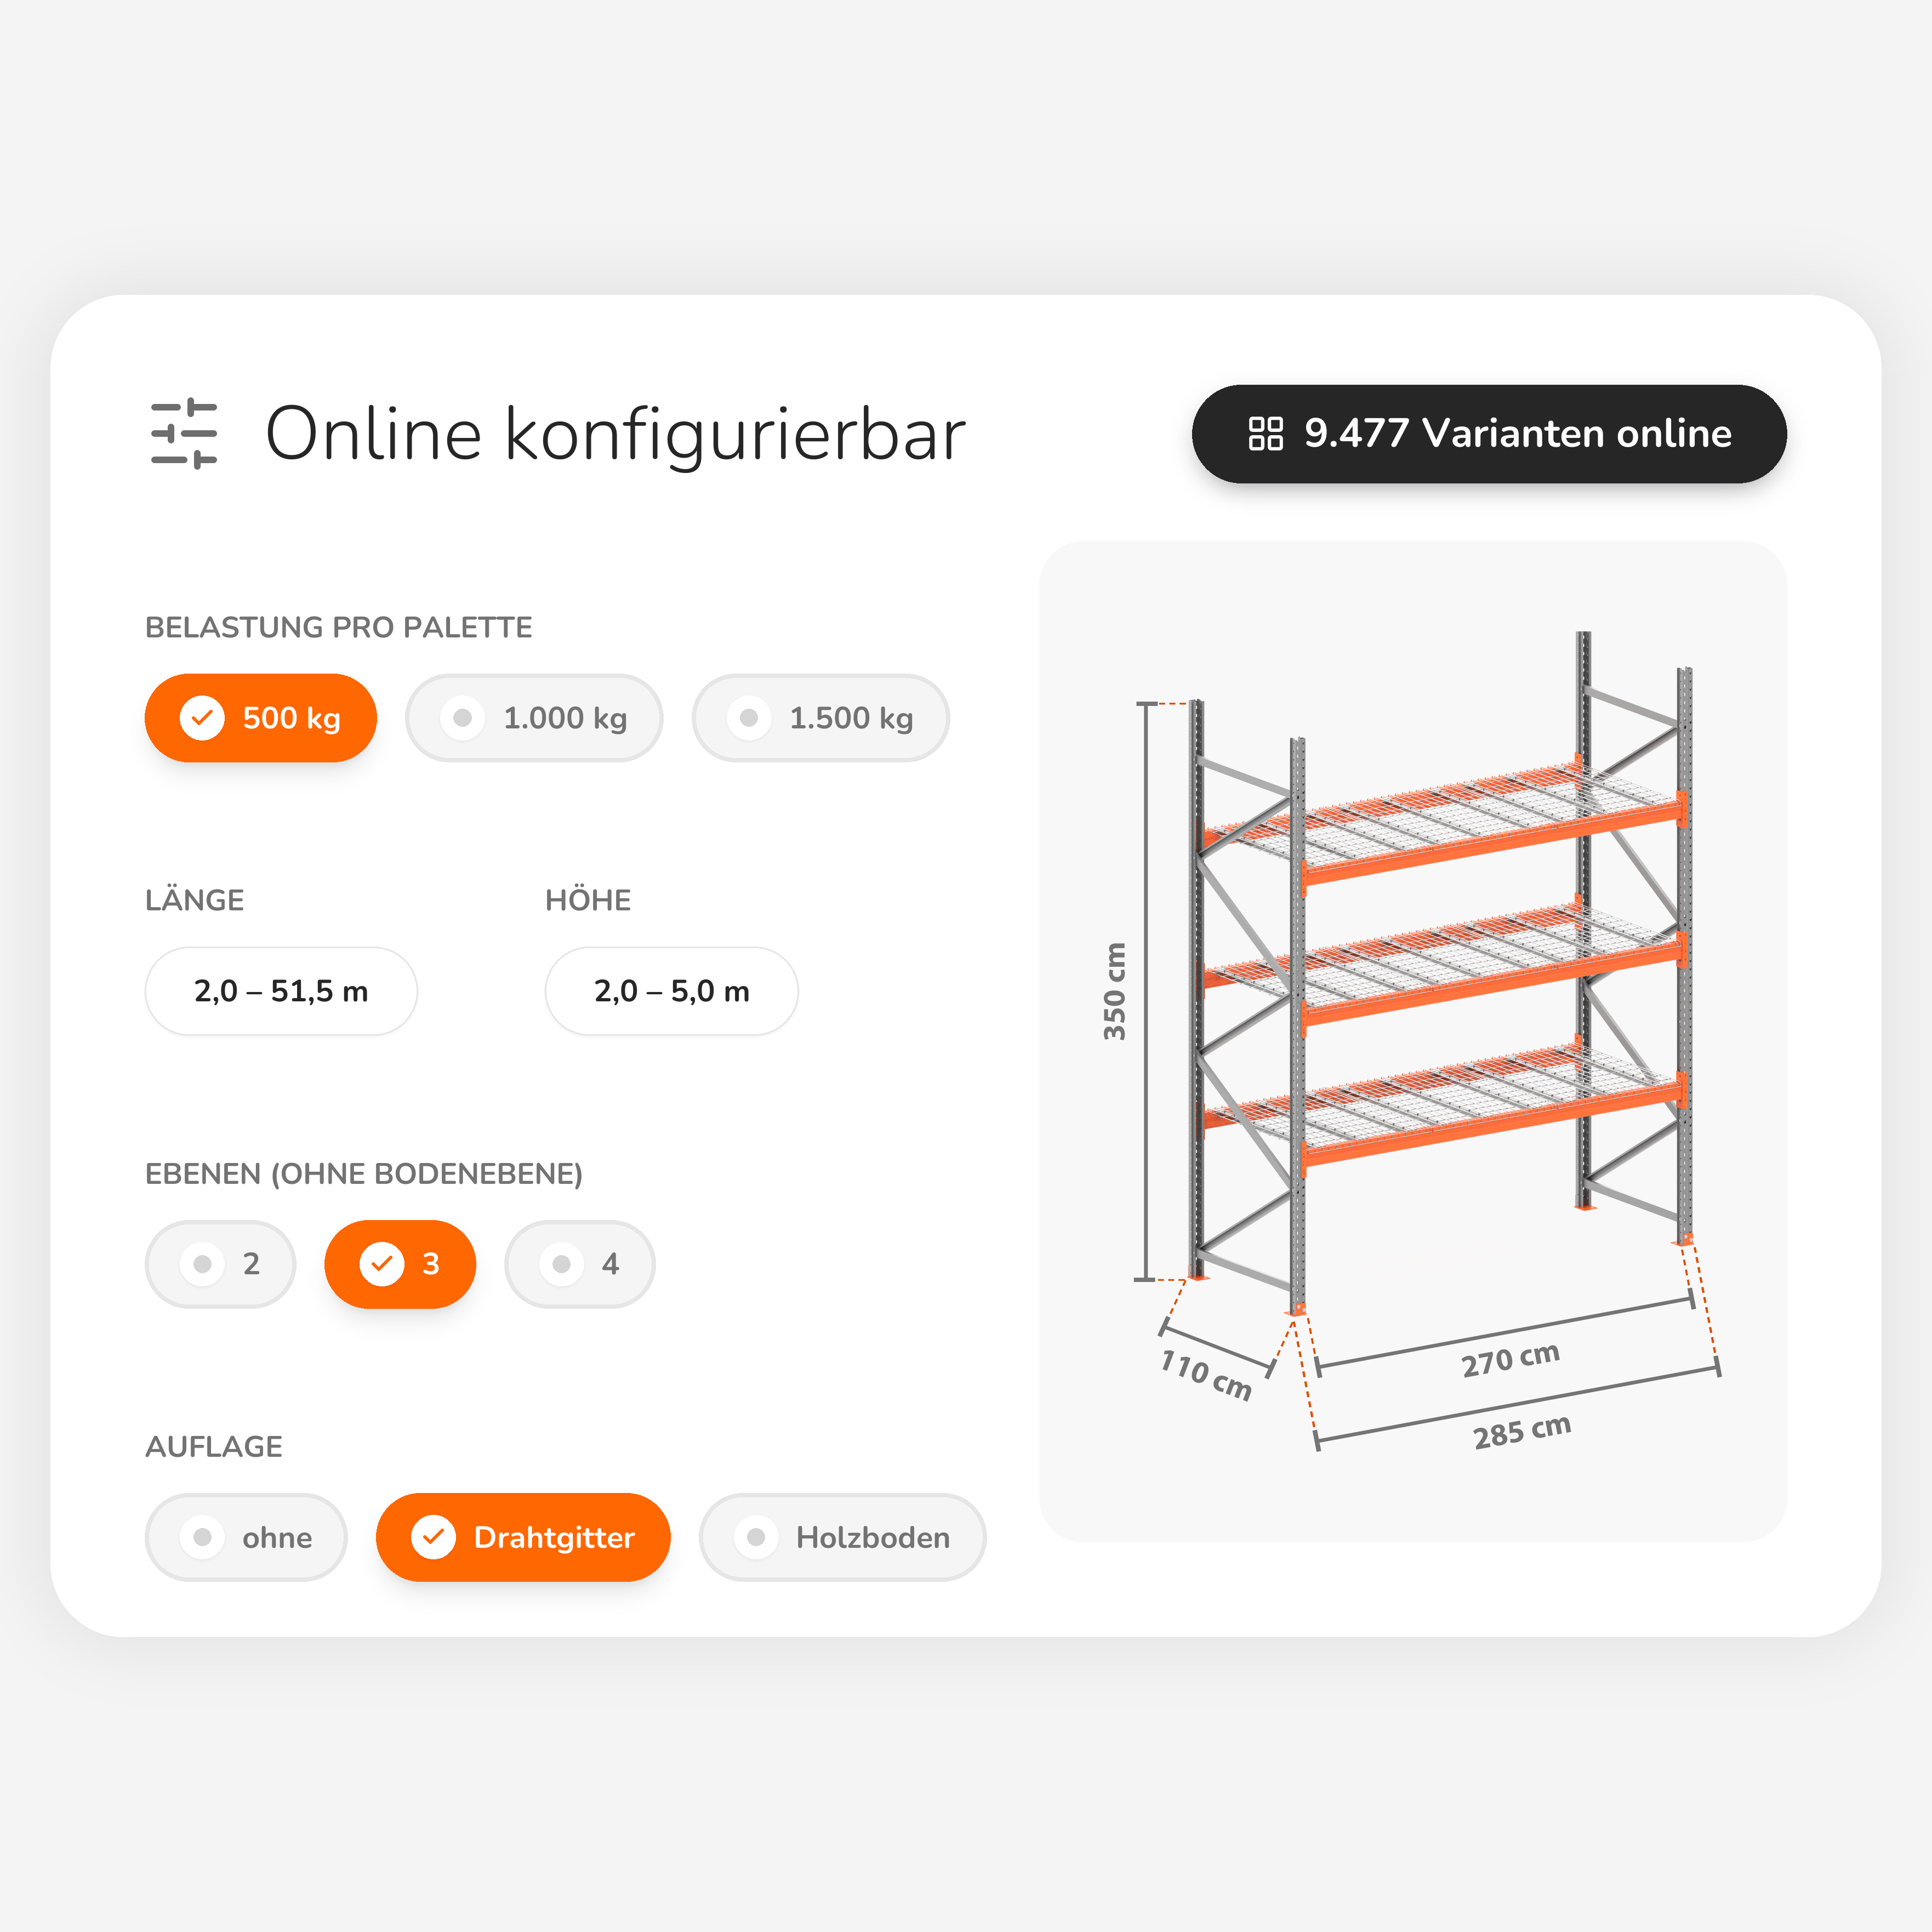 Online konfigurierbar
9.477 Varianten online
BELASTUNG PRO PALETTE
500 kg
1.000 kg
1.500 kg
LÄNGE
HÖHE
2,0 – 51,5 m
2,0 – 5,0 m
EBENEN (OHNE BODENEBENE)
2
3
4
AUFLAGE
ohne
Drahtgitter
Holzboden
350 cm
110 cm
270 cm
285 cm